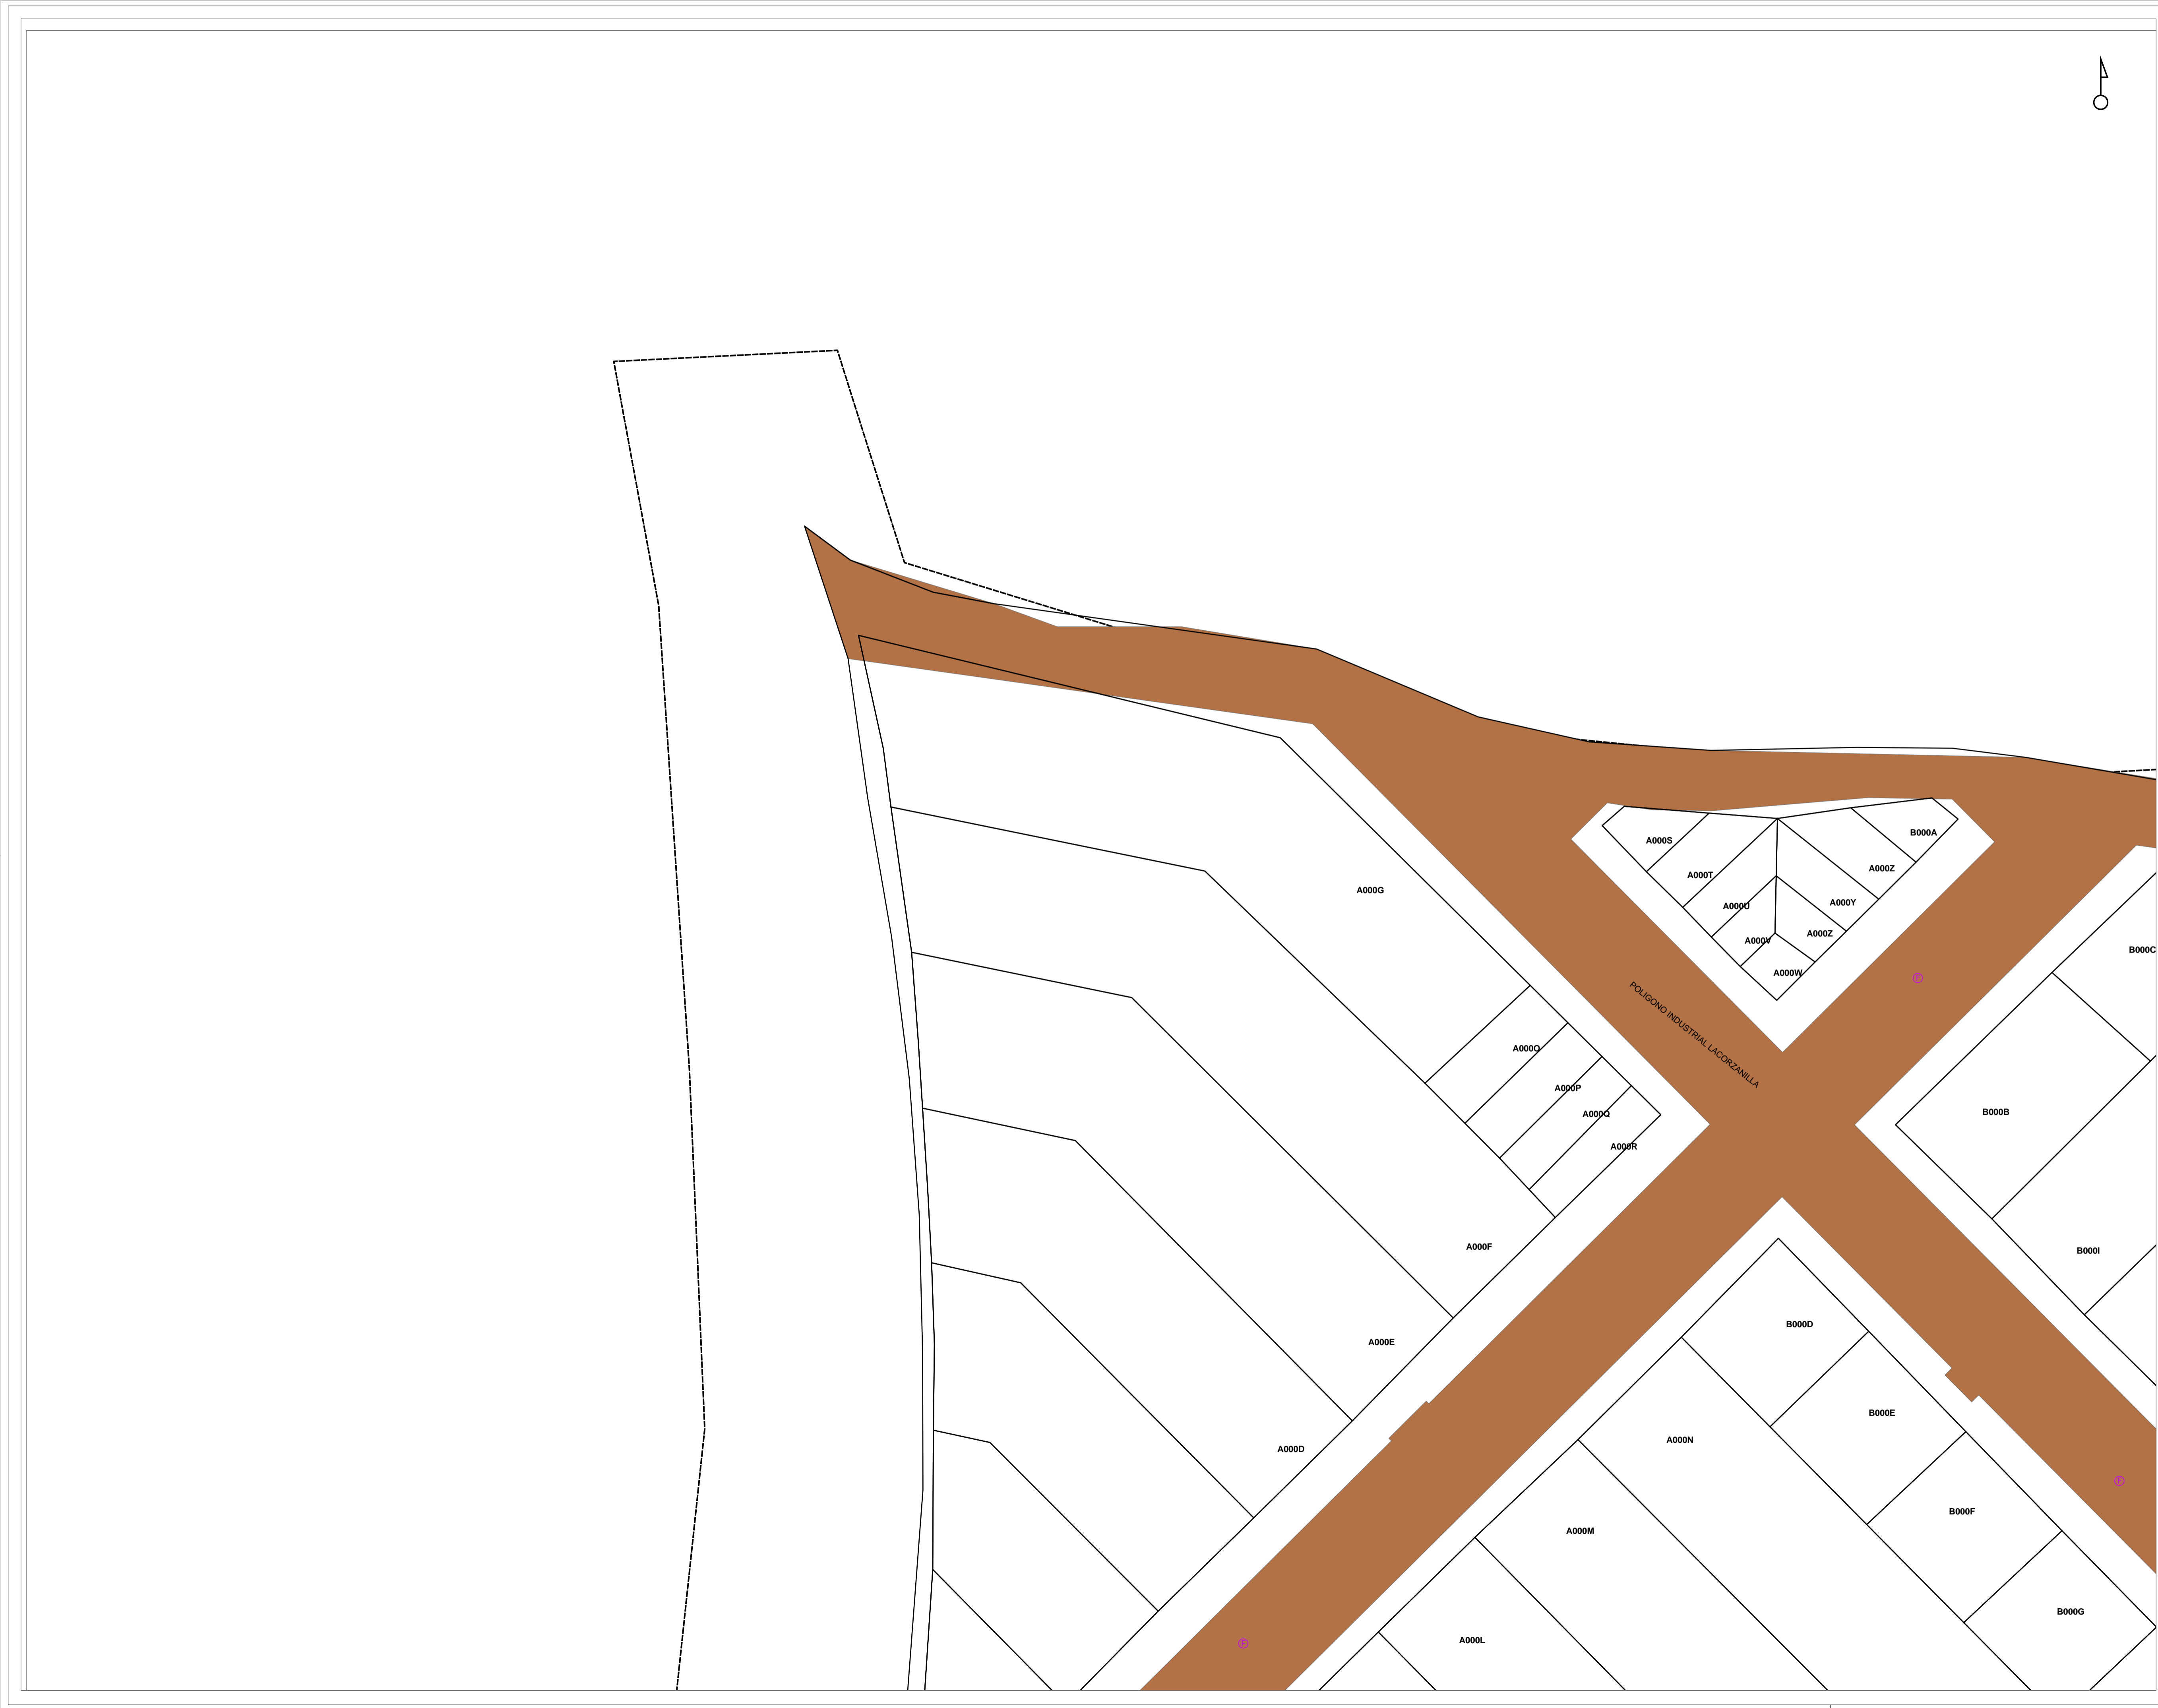 B000A
A000S
A000Z
A000T
A000G
A000Y
A000U
A000Z
A000V
B000C
A000W
F
POLIGONO INDUSTRIAL LACORZANILLA
A000O
A000P
B000B
A000Q
A000R
A000F
B000I
B000D
A000E
B000E
A000N
A000D
F
B000F
A000M
B000G
A000L
F